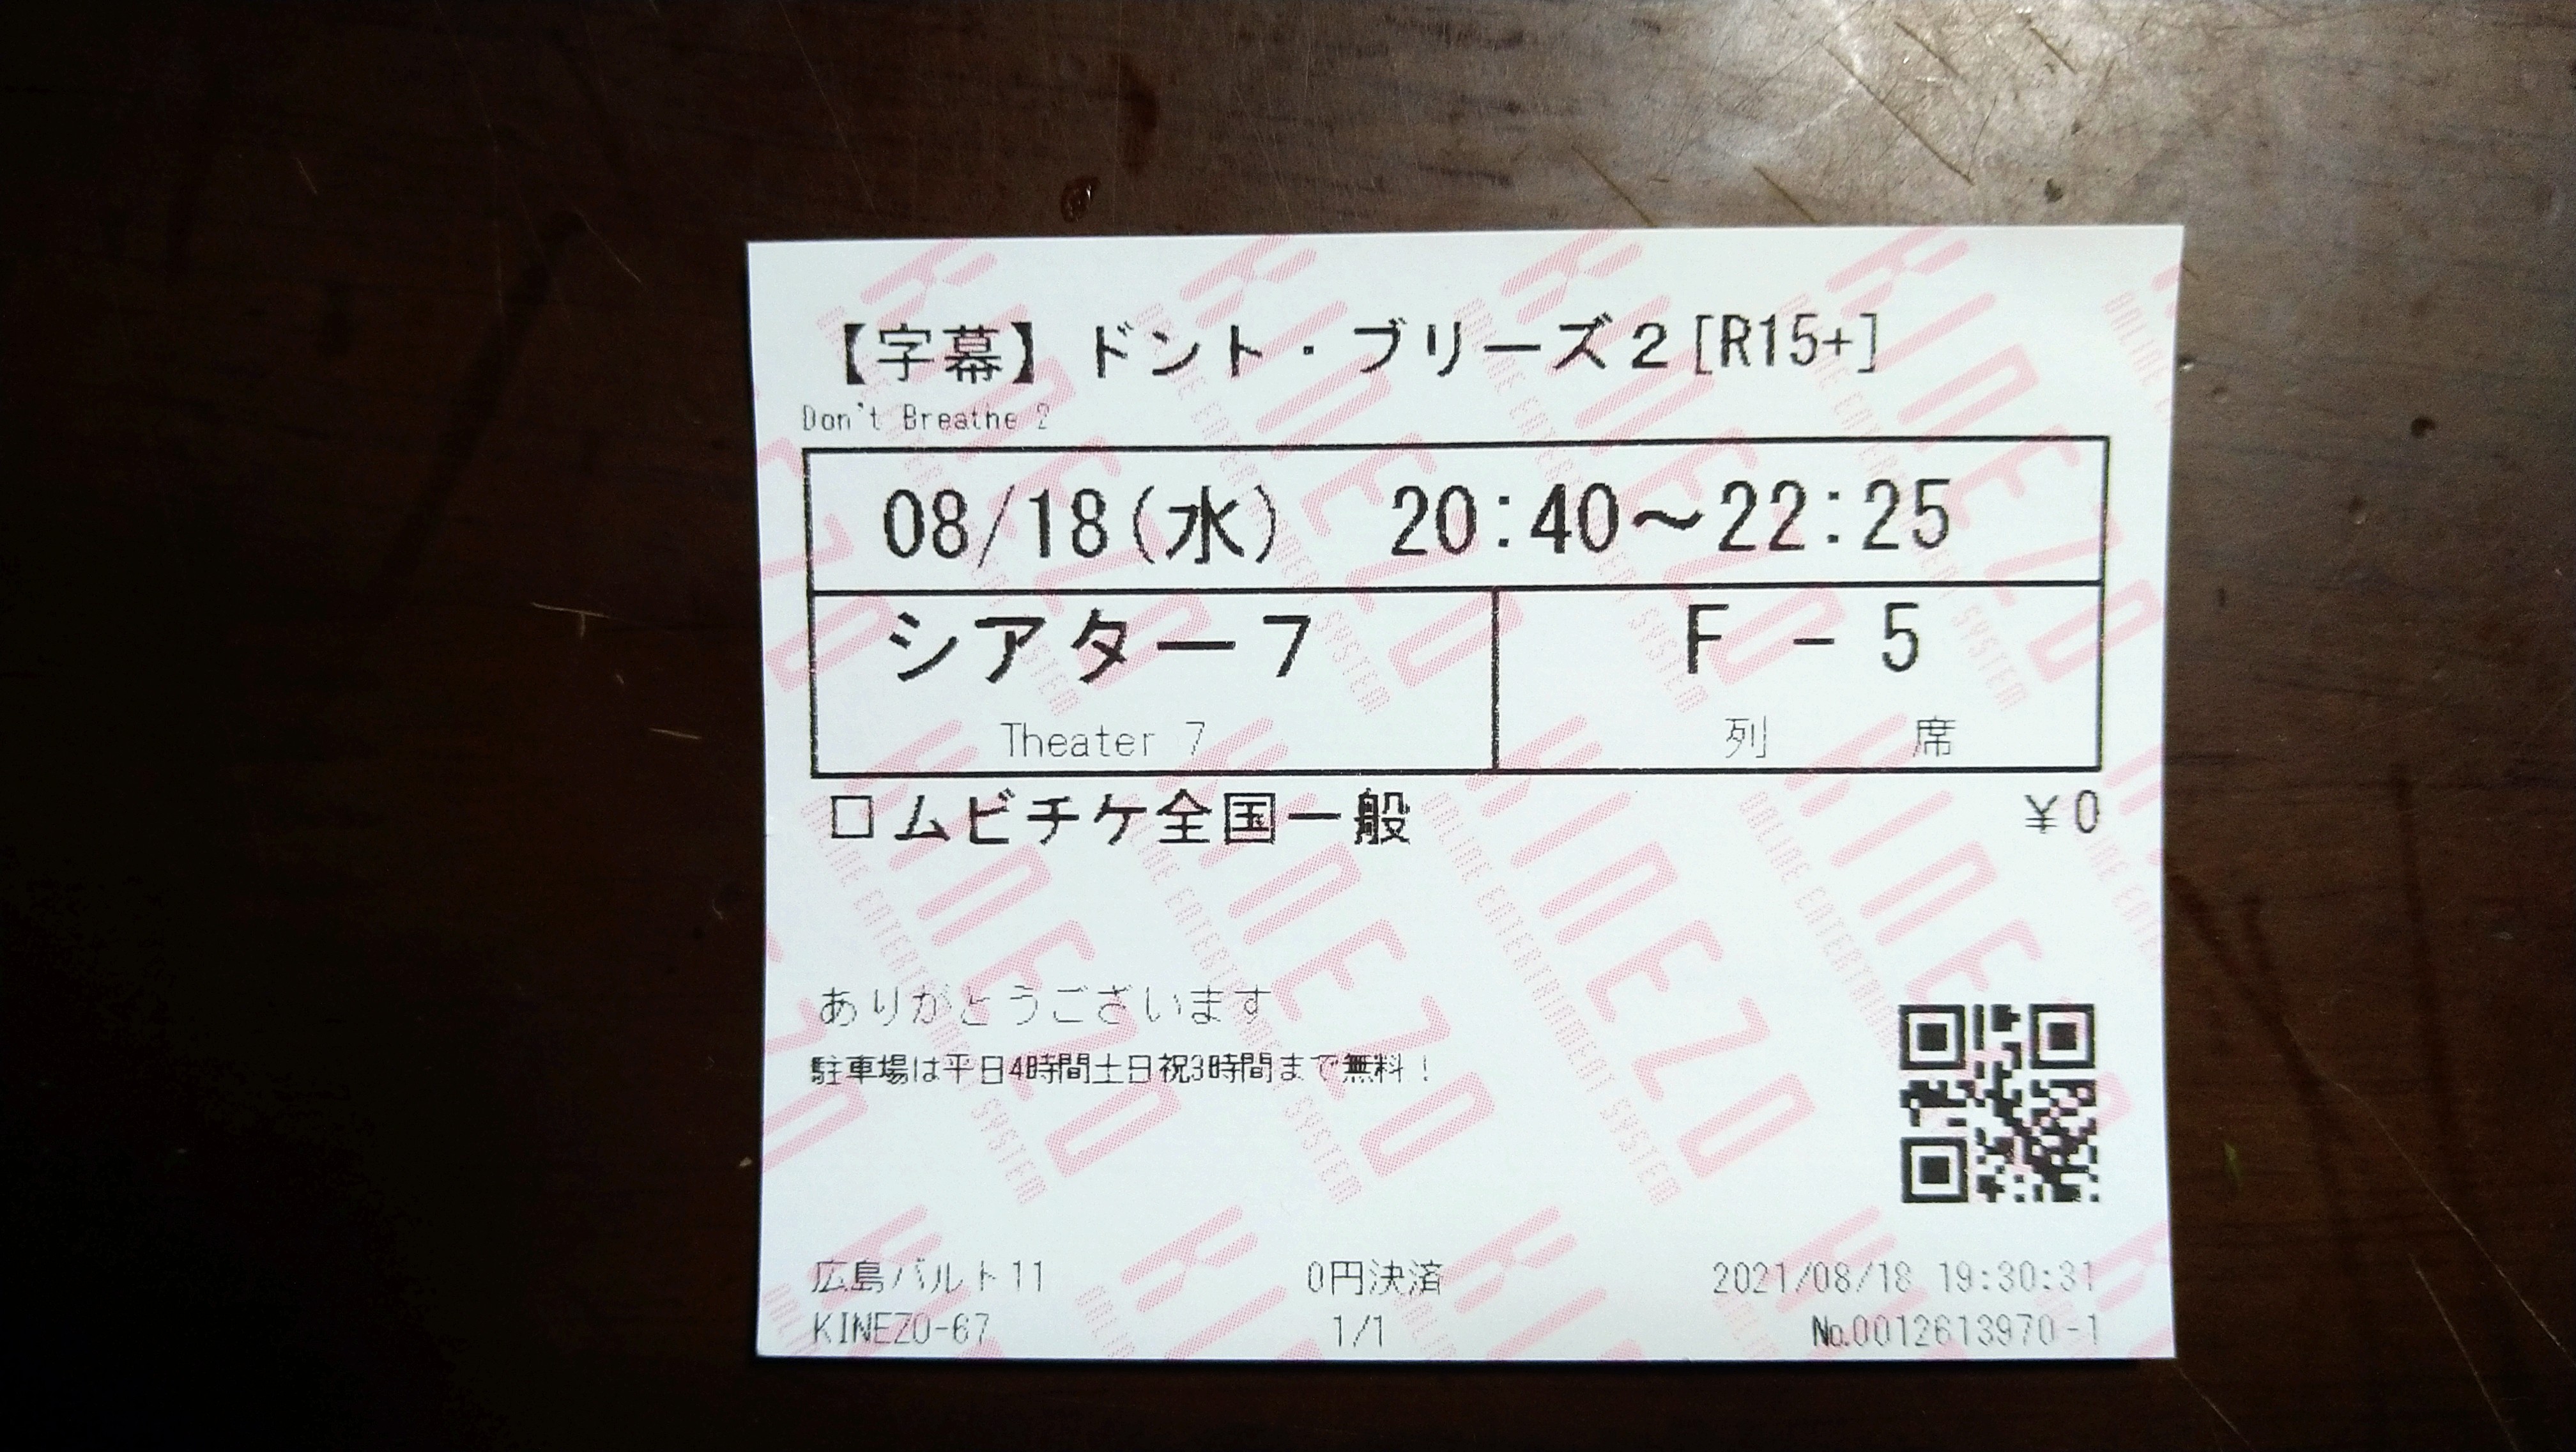 【字幕】ドント・ブリーズ２[R15+]
Don't Breathe 2
08/18(水) 20:40～22:25
シアター７ F - 5
Theater 7 列 席
□ムビチケ全国一般 ￥0
ありがとうございます
駐車場は平日4時間土日祝3時間まで無料！
広島バルト11 0円決済 2021/08/18 19:30:31
KINEZO-67 1/1 No.0012613970-1
KINEZO
ONLINE ENTERTAINMENT SYSTEM